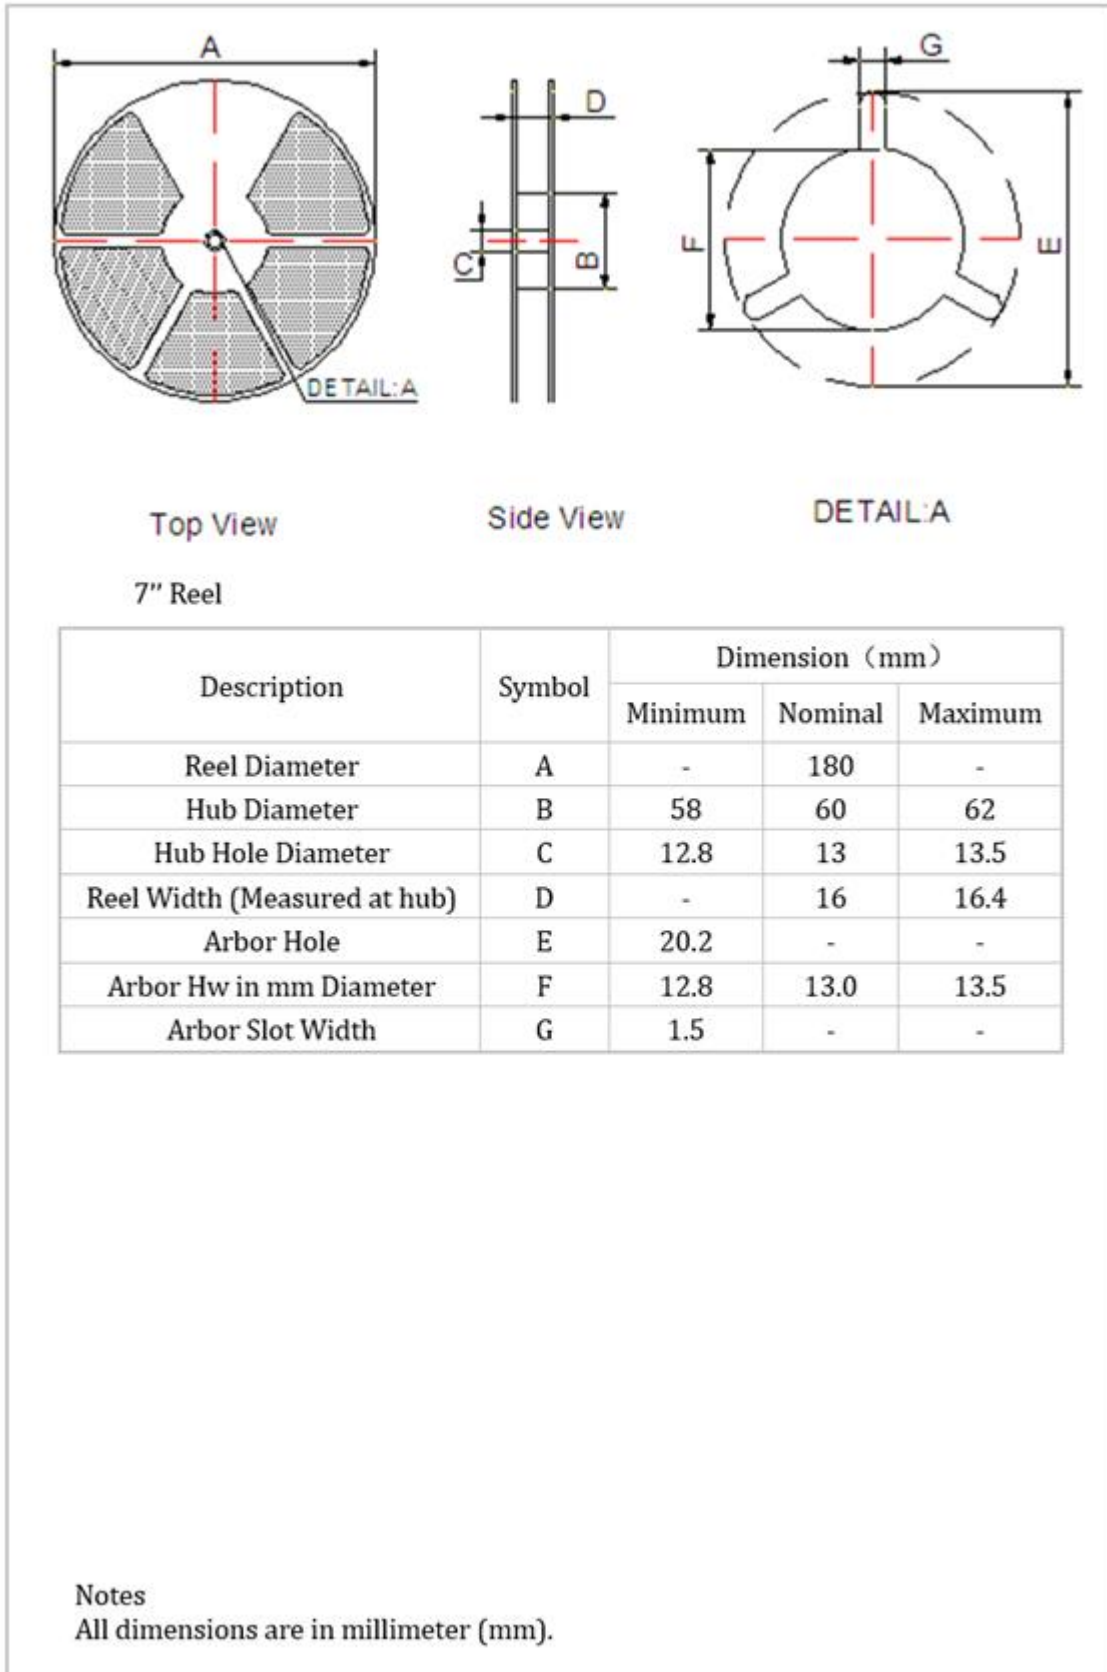 A
DETAIL:A
D
C
B
G
F
E
Top View
Side View
DETAIL:A
7” Reel
Description Symbol Dimension（mm）
Minimum Nominal Maximum
Reel Diameter A - 180 -
Hub Diameter B 58 60 62
Hub Hole Diameter C 12.8 13 13.5
Reel Width (Measured at hub) D - 16 16.4
Arbor Hole E 20.2 - -
Arbor Hw in mm Diameter F 12.8 13.0 13.5
Arbor Slot Width G 1.5 - -
Notes
All dimensions are in millimeter (mm).